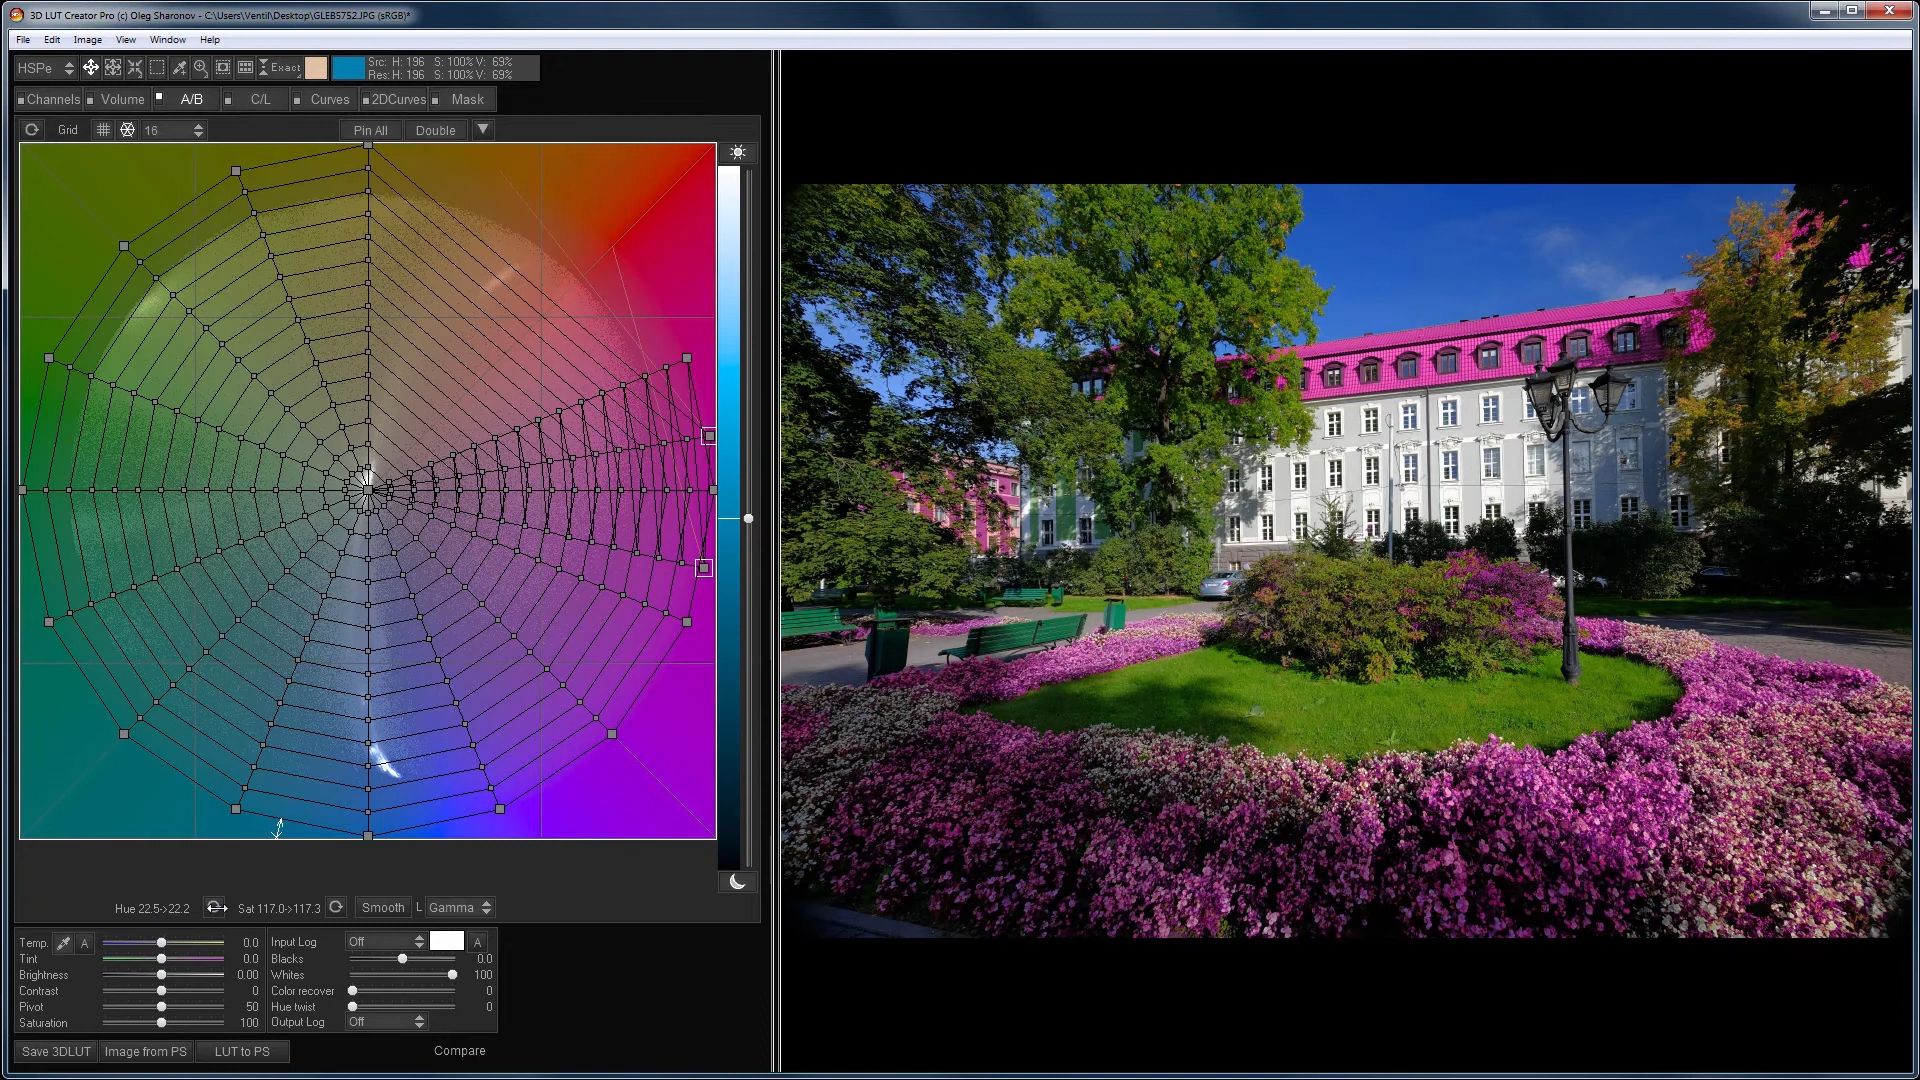 3D LUT Creator Pro (c) Oleg Sharonov - C:\Users\Ventil\Desktop\GLEB5752.JPG (sRGB)*
File Edit Image View Window Help
HSPe Exact Src: H: 196 S: 100% V: 69%
Res: H: 196 S: 100% V: 69%
Channels Volume A/B C/L Curves 2DCurves Mask
Grid 16 Pin All Double
Hue 22.5->22.2 Sat 117.0->117.3 Smooth L Gamma
Temp. A 0.0 Input Log Off A
Tint 0.0 Blacks 0.0
Brightness 0.00 Whites 100
Contrast 0 Color recover 0
Pivot 50 Hue twist 0
Saturation 100 Output Log Off
Save 3DLUT Image from PS LUT to PS Compare